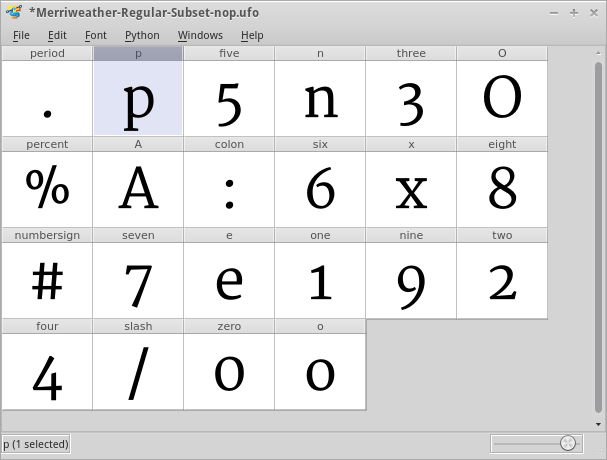 *Merriweather-Regular-Subset-nop.ufo
File Edit Font Python Windows Help
period p five n three O
. p 5 n 3 O
percent A colon six x eight
% A : 6 x 8
numbersign seven e one nine two
# 7 e 1 9 2
four slash zero o
4 / 0 o
p (1 selected)